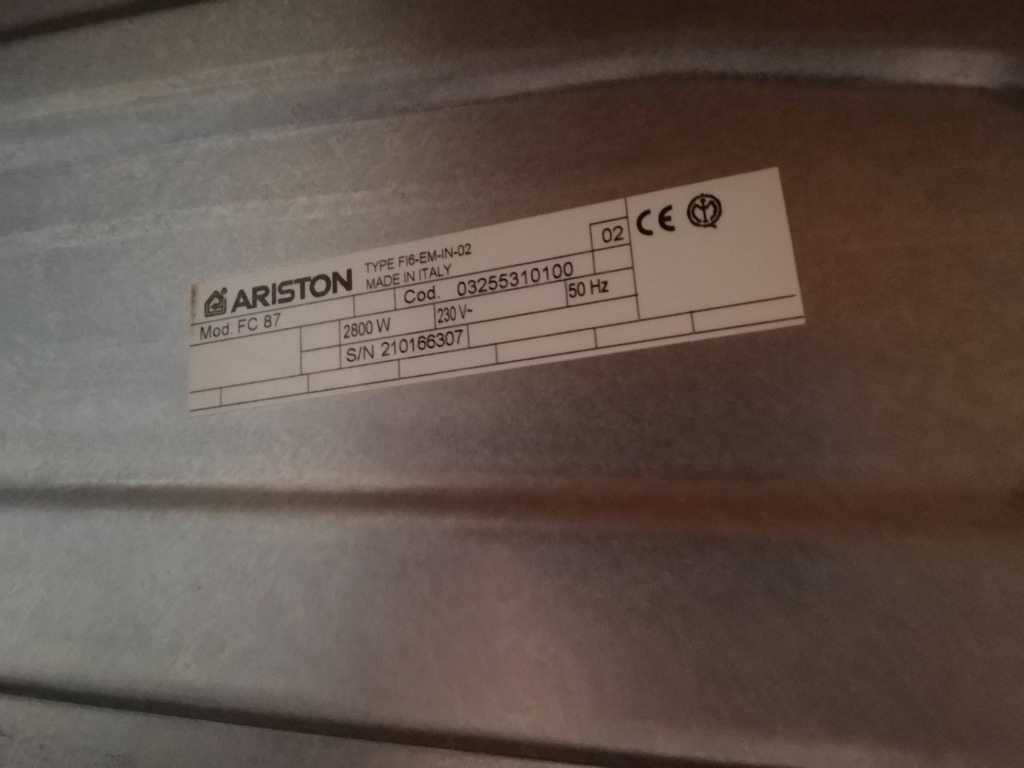 ARISTON
TYPE FI6-EM-IN-02
MADE IN ITALY
02
CE
Mod. FC 87
Cod. 03255310100
2800 W
230 V~
50 Hz
S/N 210166307